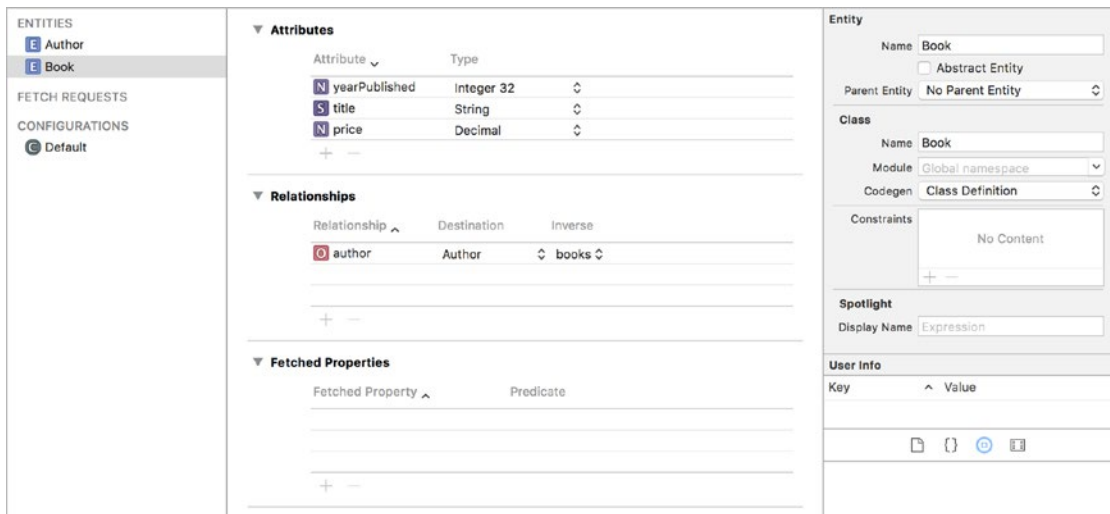 ENTITIES
E Author
E Book
FETCH REQUESTS
CONFIGURATIONS
C Default
Attributes
Attribute Type
N yearPublished Integer 32
S title String
N price Decimal
+ −
Relationships
Relationship Destination Inverse
O author Author books
+ −
Fetched Properties
Fetched Property Predicate
+ −
Entity
Name Book
Abstract Entity
Parent Entity No Parent Entity
Class
Name Book
Module Global namespace
Codegen Class Definition
Constraints
No Content
+ −
Spotlight
Display Name Expression
User Info
Key Value
{}